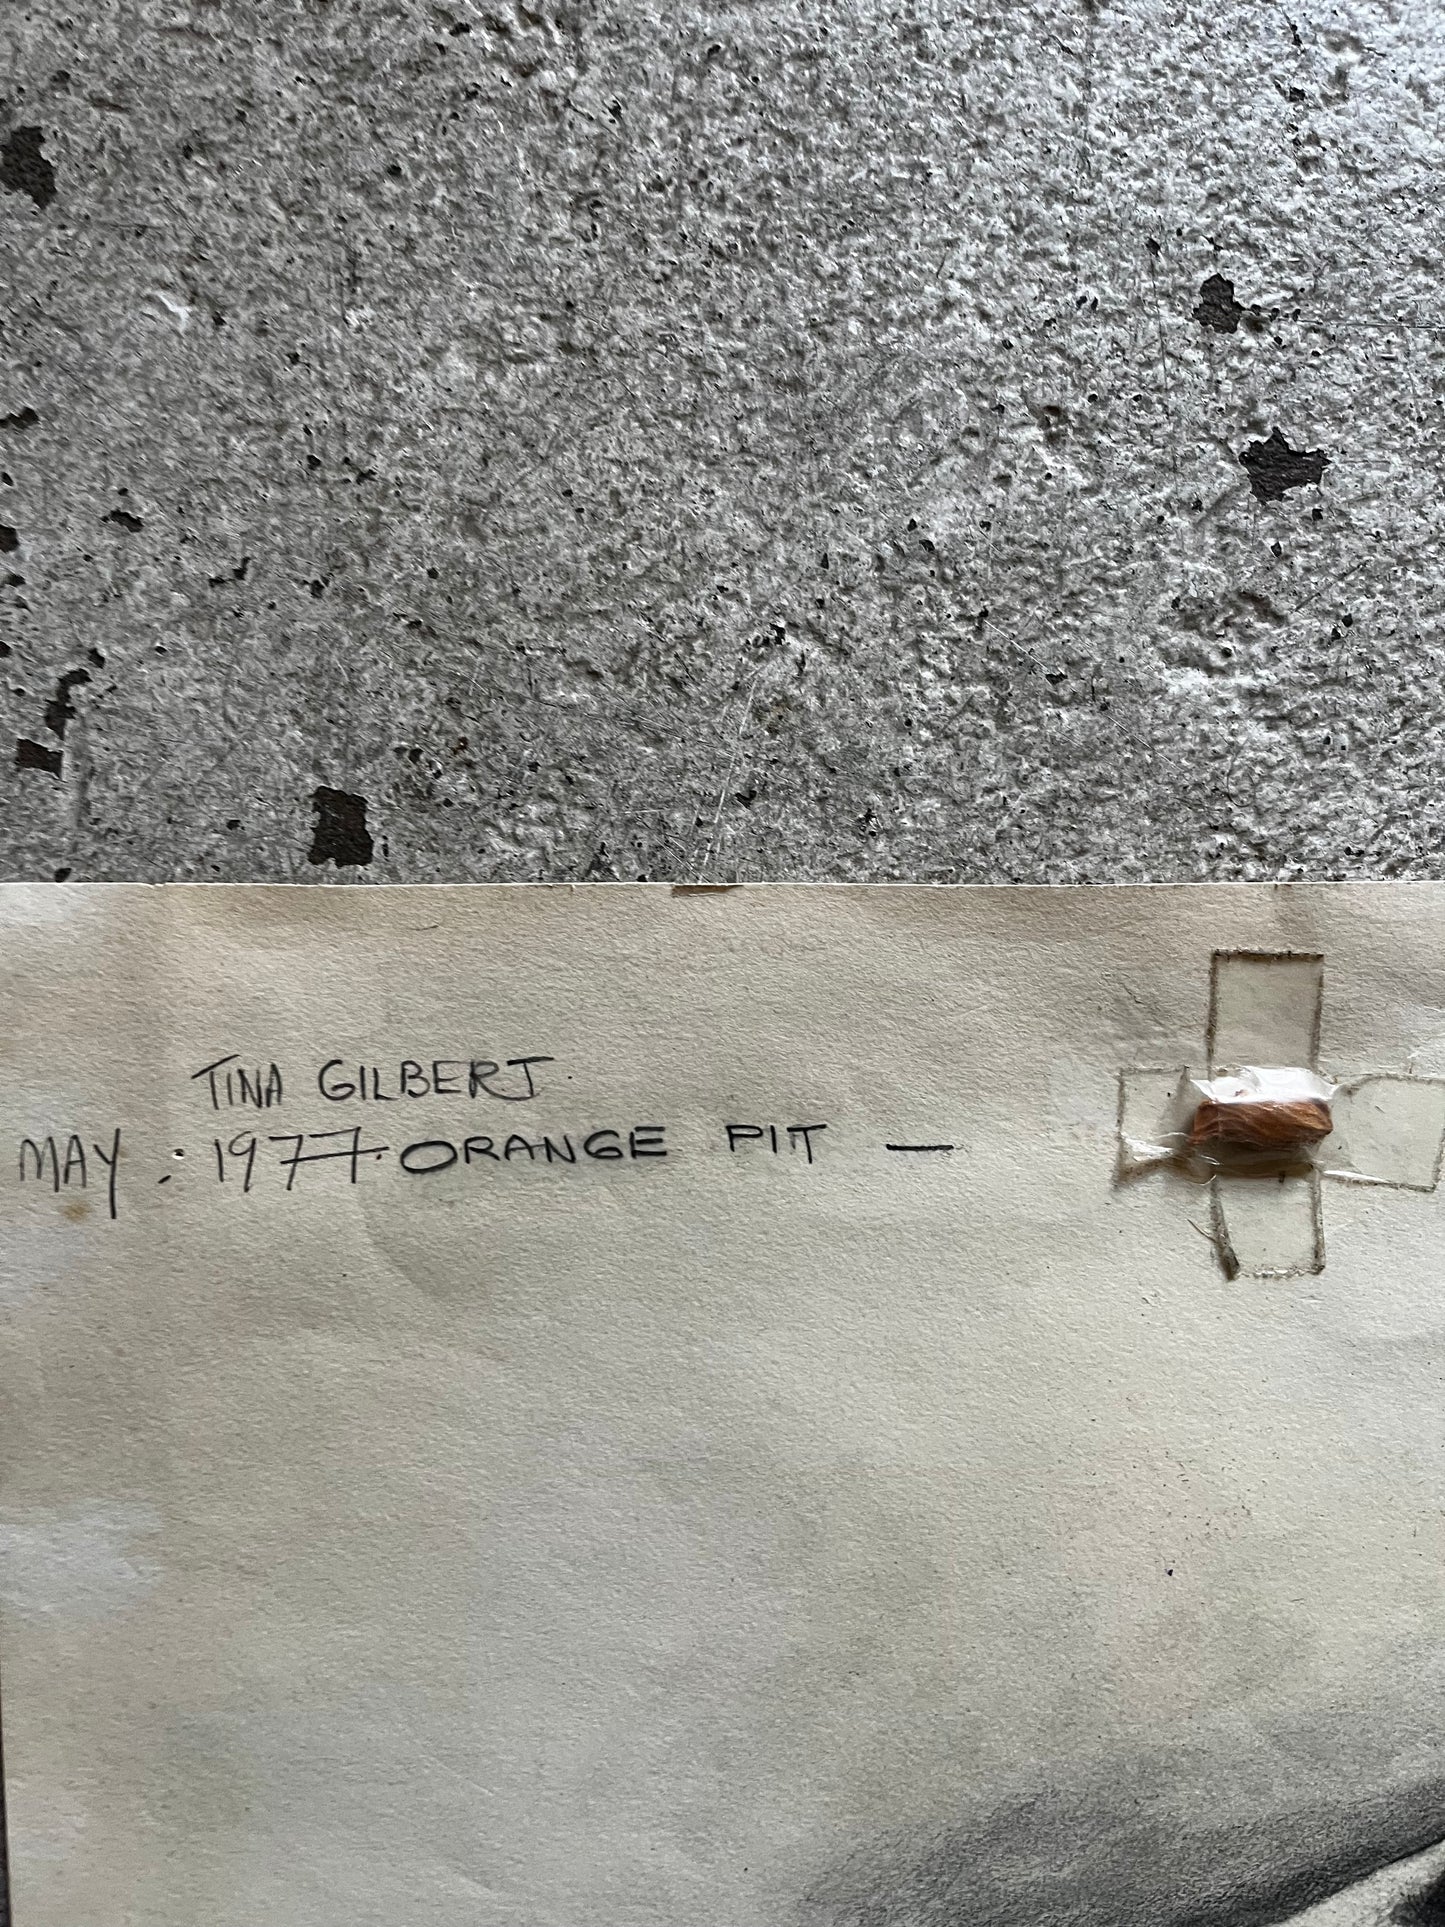 TINA GILBERT.
MAY : 1977. ORANGE PIT —